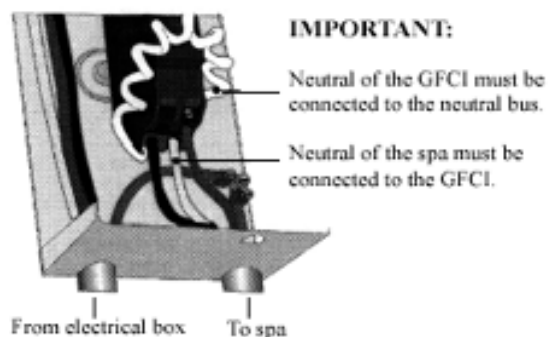 IMPORTANT:
Neutral of the GFCI must be
connected to the neutral bus.
Neutral of the spa must be
connected to the GFCI.
From electrical box
To spa